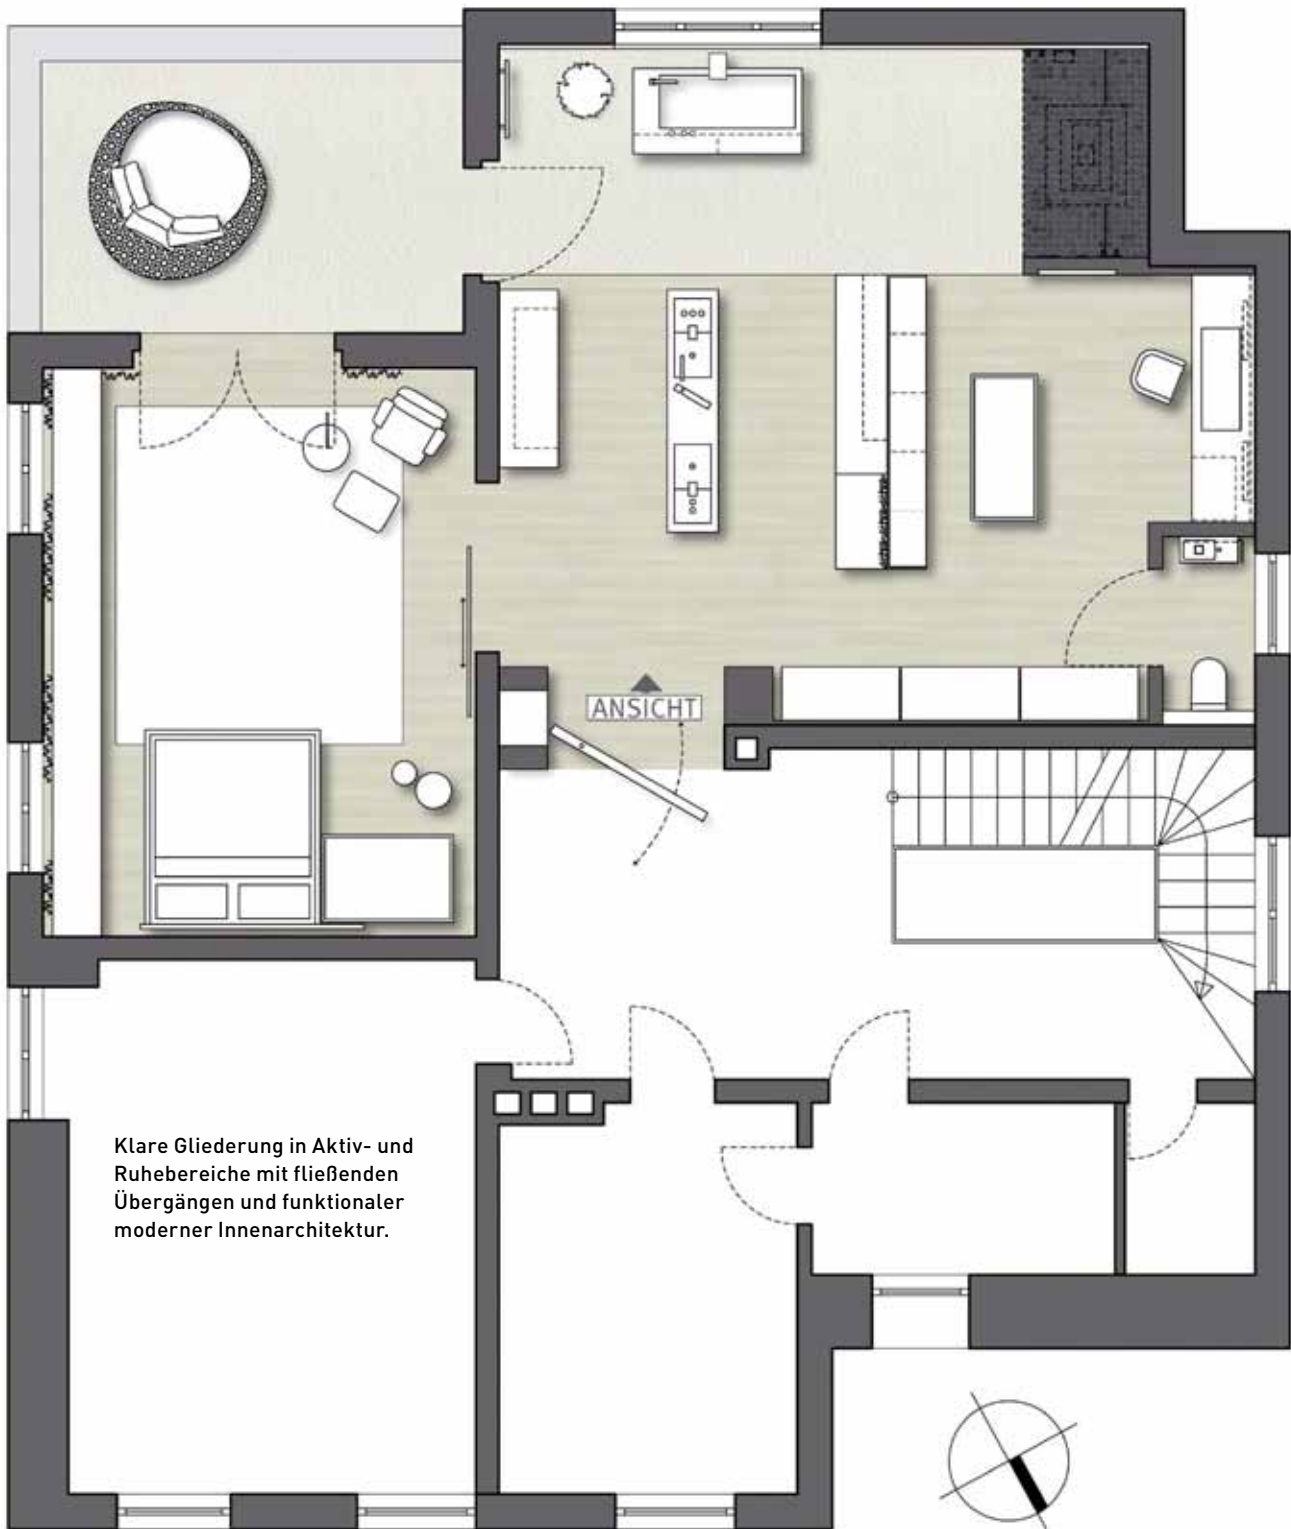 ANSICHT
Klare Gliederung in Aktiv- und
Ruhebereiche mit fließenden
Übergängen und funktionaler
moderner Innenarchitektur.